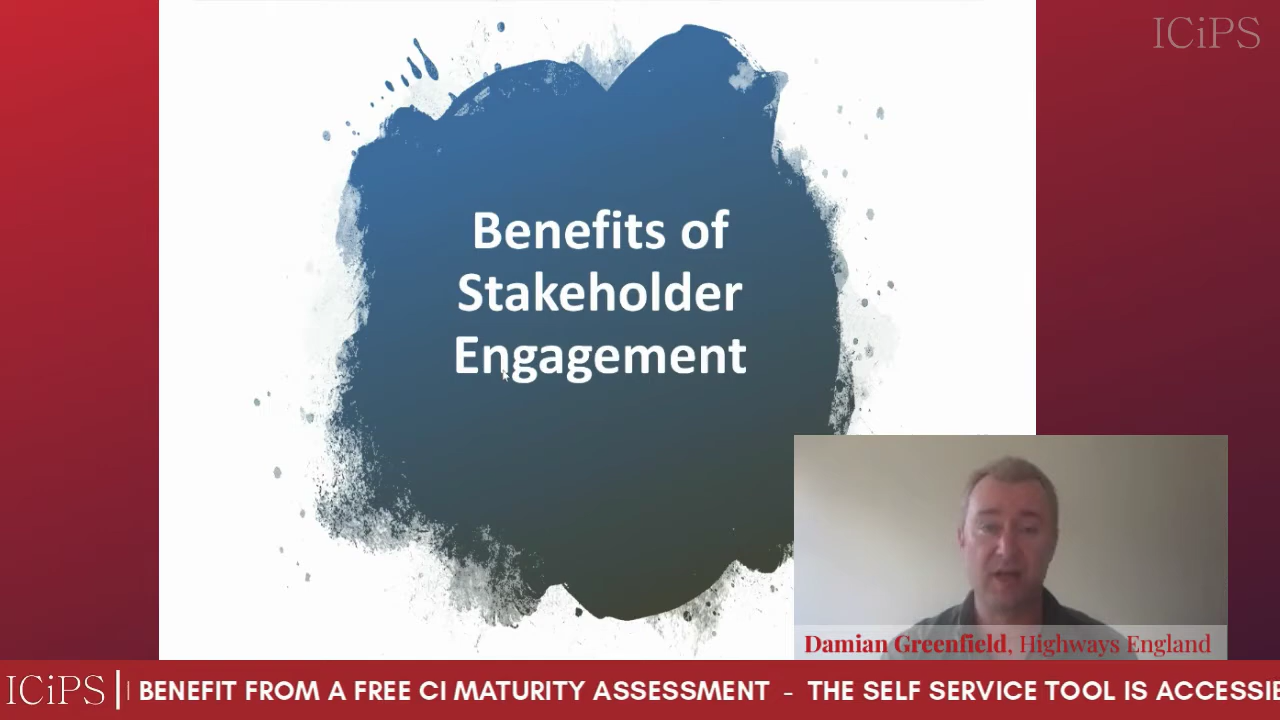 ICiPS
Benefits of
Stakeholder
Engagement
Damian Greenfield, Highways England
ICiPS | BENEFIT FROM A FREE CI MATURITY ASSESSMENT - THE SELF SERVICE TOOL IS